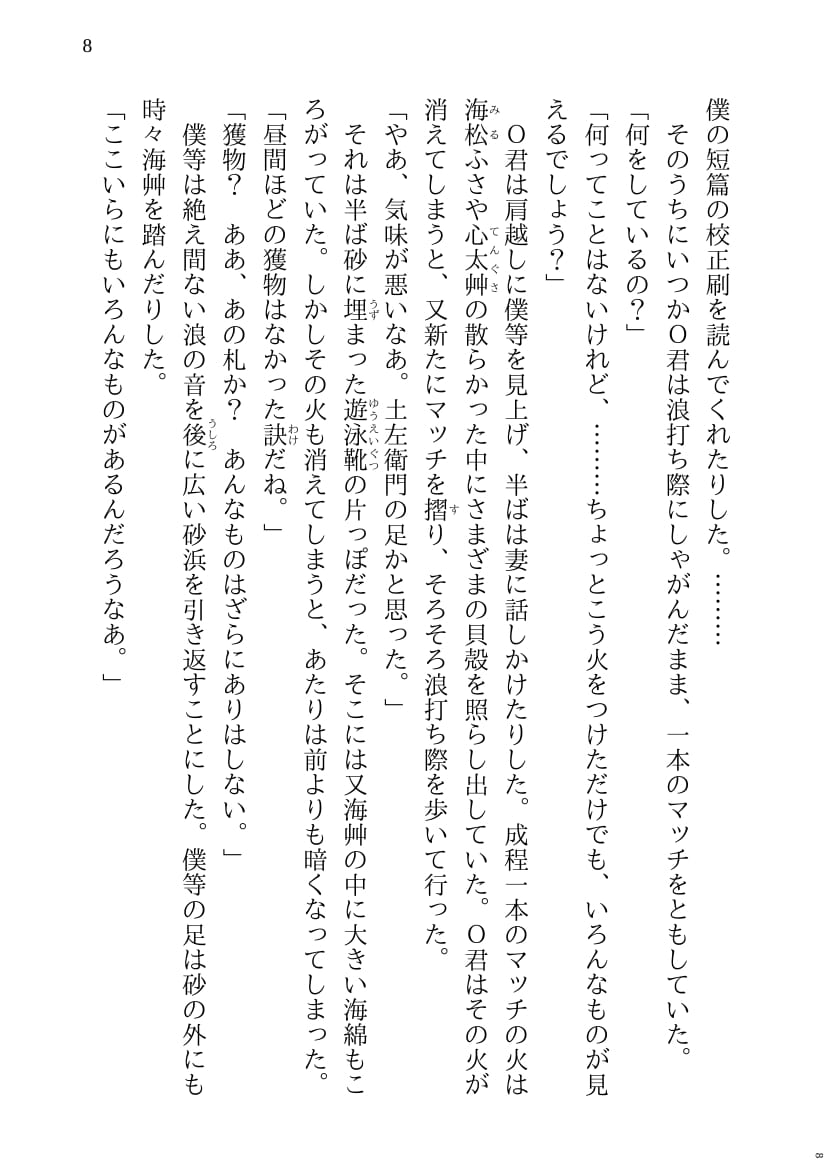 8
僕の短篇の校正刷を読んでくれたりした。………
そのうちにいつかＯ君は浪打ち際にしゃがんだまま、一本のマッチをともしていた。
「何をしているの？」
「何ってことはないけれど、………ちょっとこう火をつけただけでも、いろんなものが見
えるでしょう？」
Ｏ君は肩越しに僕等を見上げ、半ばは妻に話しかけたりした。成程一本のマッチの火は
海松ふさや心太艸の散らかった中にさまざまの貝殻を照らし出していた。Ｏ君はその火が
消えてしまうと、又新たにマッチを摺り、そろそろ浪打ち際を歩いて行った。
「やあ、気味が悪いなあ。土左衛門の足かと思った。」
それは半ば砂に埋まった遊泳靴の片っぽだった。そこには又海艸の中に大きい海綿もこ
ろがっていた。しかしその火も消えてしまうと、あたりは前よりも暗くなってしまった。
「昼間ほどの獲物はなかった訣だね。」
「獲物？　ああ、あの札か？　あんなものはざらにありはしない。」
僕等は絶え間ない浪の音を後に広い砂浜を引き返すことにした。僕等の足は砂の外にも
時々海艸を踏んだりした。
「ここいらにもいろんなものがあるんだろうなあ。」
8